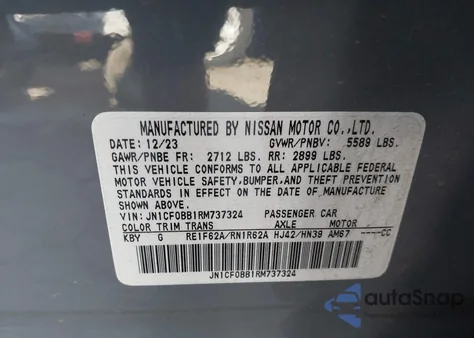 MANUFACTURED BY NISSAN MOTOR CO.,LTD.
DATE: 12/23 GVWR/PNBV: 5589 LBS.
GAWR/PNBE FR: 2712 LBS. RR: 2899 LBS.
THIS VEHICLE CONFORMS TO ALL APPLICABLE FEDERAL
MOTOR VEHICLE SAFETY,BUMPER,AND THEFT PREVENTION
STANDARDS IN EFFECT ON THE DATE OF MANUFACTURE
SHOWN ABOVE.
VIN: JN1CF0BB1RM737324 PASSENGER CAR
COLOR TRIM TRANS AXLE MOTOR
KBY G RE1F62A/RN1R62A HJ42/HN39 AM67 ----CC
JN1CF0BB1RM737324
autoSnap